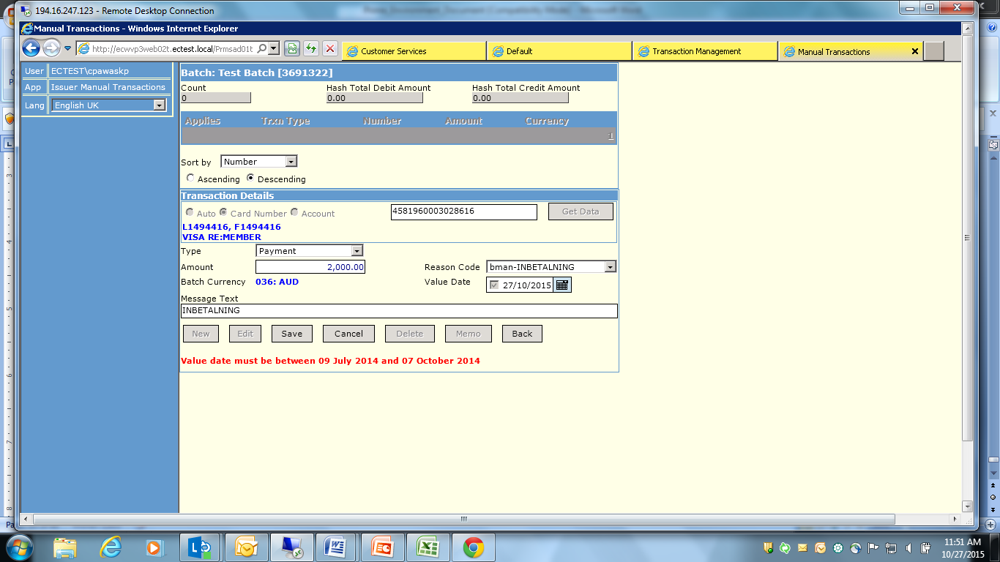 194.16.247.123 - Remote Desktop Connection
Manual Transactions - Windows Internet Explorer
http://ecwvp3web02t.ectest.local/Prmsad01t
Customer Services
Default
Transaction Management
Manual Transactions
User ECTEST\cpawaskp
App Issuer Manual Transactions
Lang English UK
Batch: Test Batch [3691322]
Count Hash Total Debit Amount Hash Total Credit Amount
0 0.00 0.00
Applies Trxn Type Number Amount Currency
1
Sort by Number
Ascending Descending
Transaction Details
Auto Card Number Account 4581960003028616 Get Data
L1494416, F1494416
VISA RE:MEMBER
Type Payment
Amount 2,000.00 Reason Code bman-INBETALNING
Batch Currency 036: AUD Value Date 27/10/2015
Message Text
INBETALNING
New Edit Save Cancel Delete Memo Back
Value date must be between 09 July 2014 and 07 October 2014
11:51 AM
10/27/2015